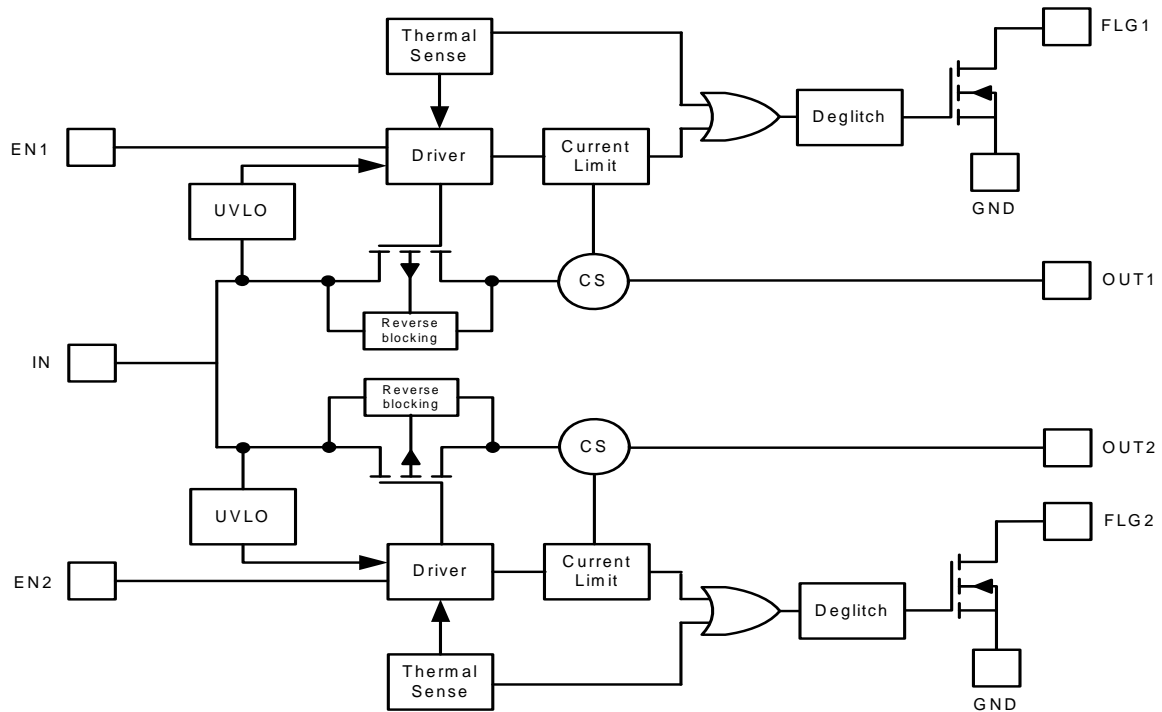 Thermal
Sense
FLG1
EN1
Driver
Current
Limit
Deglitch
UVLO
GND
CS
OUT1
Reverse
blocking
IN
Reverse
blocking
CS
OUT2
UVLO
FLG2
EN2
Driver
Current
Limit
Deglitch
Thermal
Sense
GND